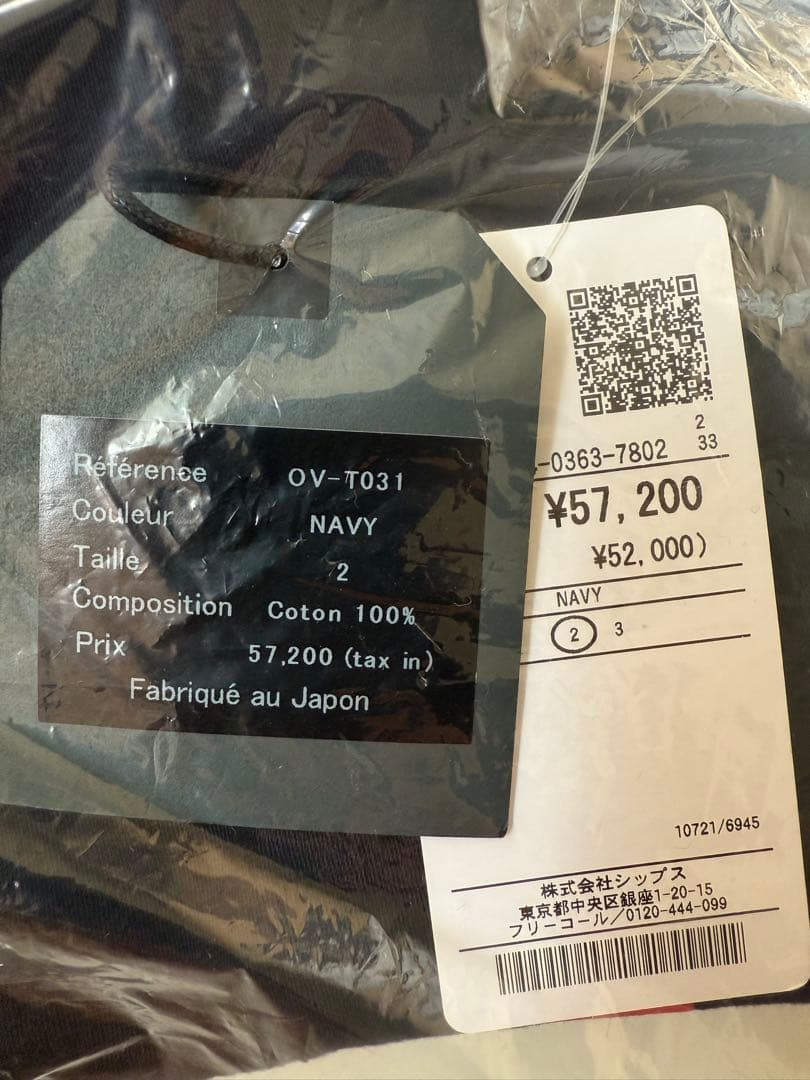 Référence OV-T031
Couleur NAVY
Taille 2
Composition Coton 100%
Prix 57,200 (tax in)
Fabriqué au Japon
-0363-7802 2
33
¥57,200
¥52,000)
NAVY
2 3
10721/6945
株式会社シップス
東京都中央区銀座1-20-15
フリーコール/0120-444-099